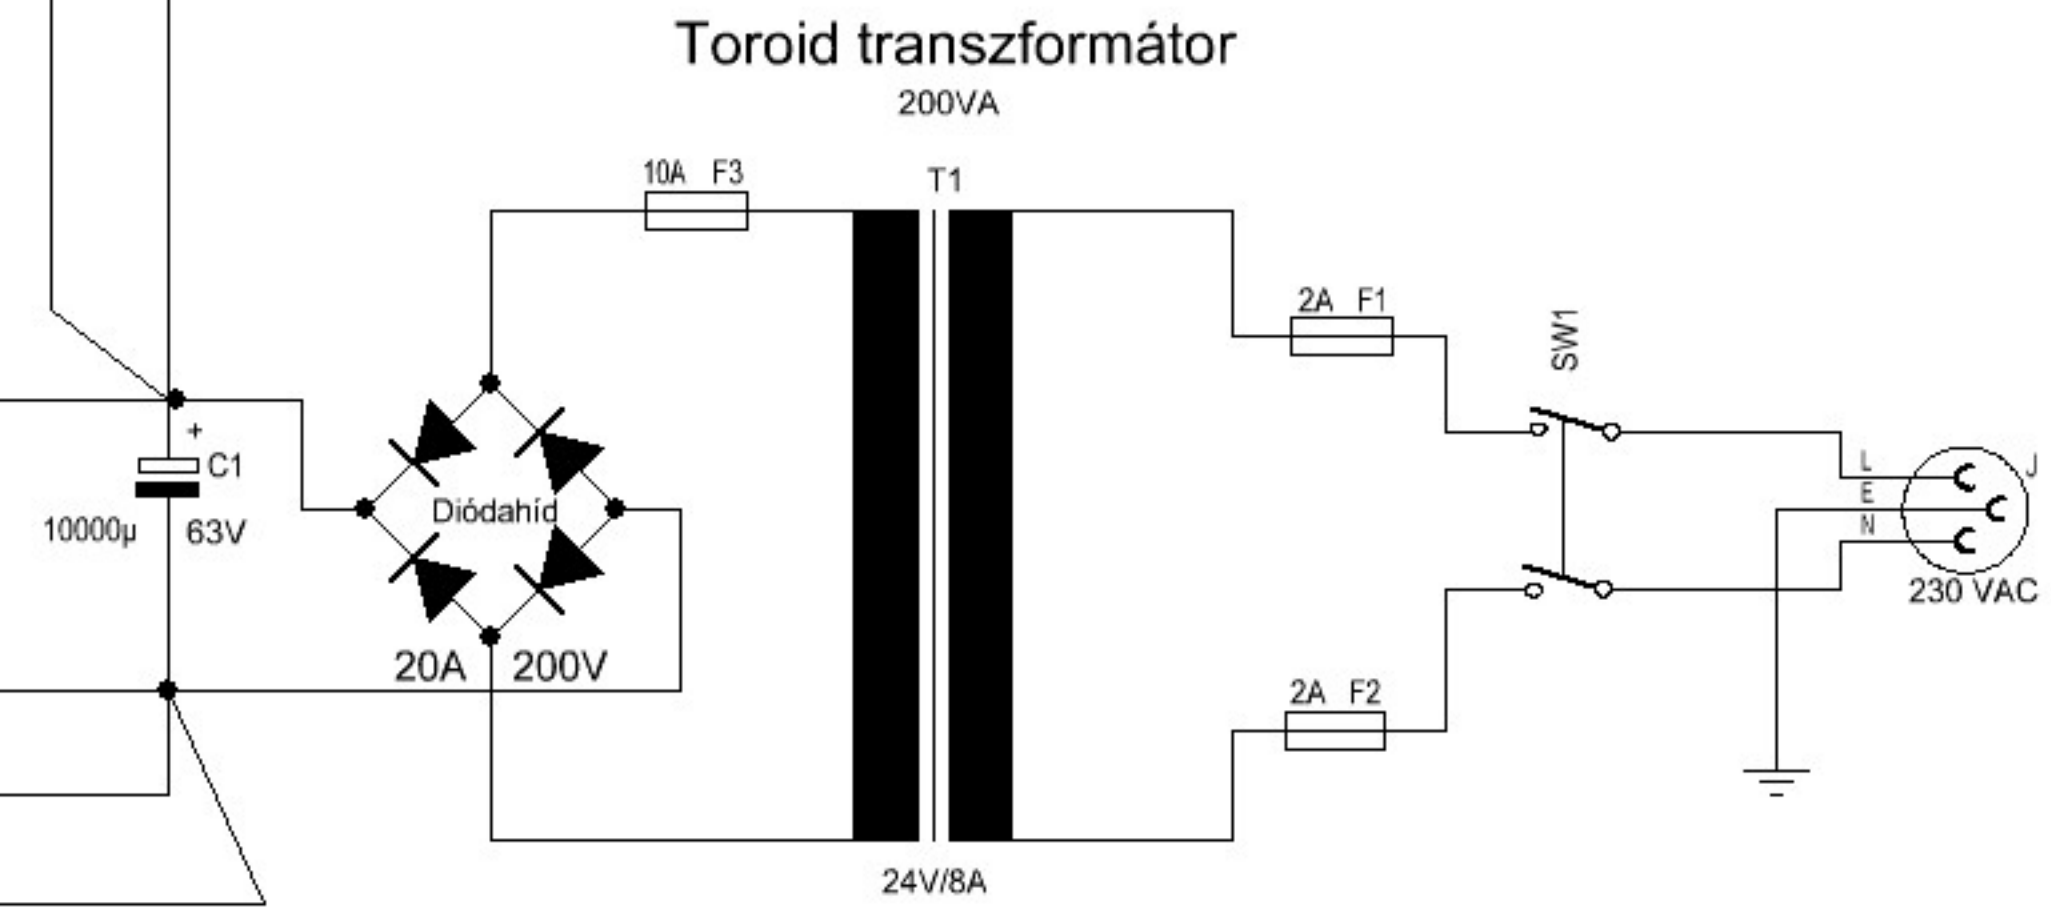 Toroid transzformátor
200VA
10A F3
T1
2A F1
SW1
+
C1
10000µ 63V
Diódahíd
20A 200V
L
E
N
J
230 VAC
2A F2
24V/8A